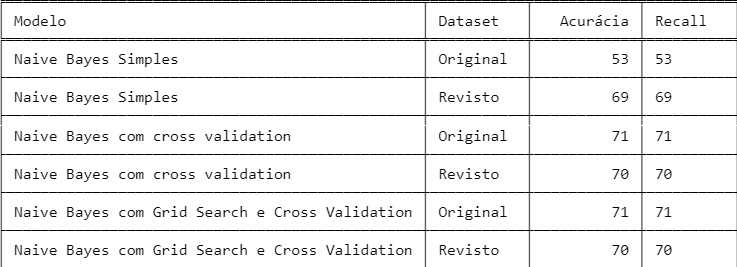 Modelo Dataset Acurácia Recall
Naive Bayes Simples Original 53 53
Naive Bayes Simples Revisto 69 69
Naive Bayes com cross validation Original 71 71
Naive Bayes com cross validation Revisto 70 70
Naive Bayes com Grid Search e Cross Validation Original 71 71
Naive Bayes com Grid Search e Cross Validation Revisto 70 70